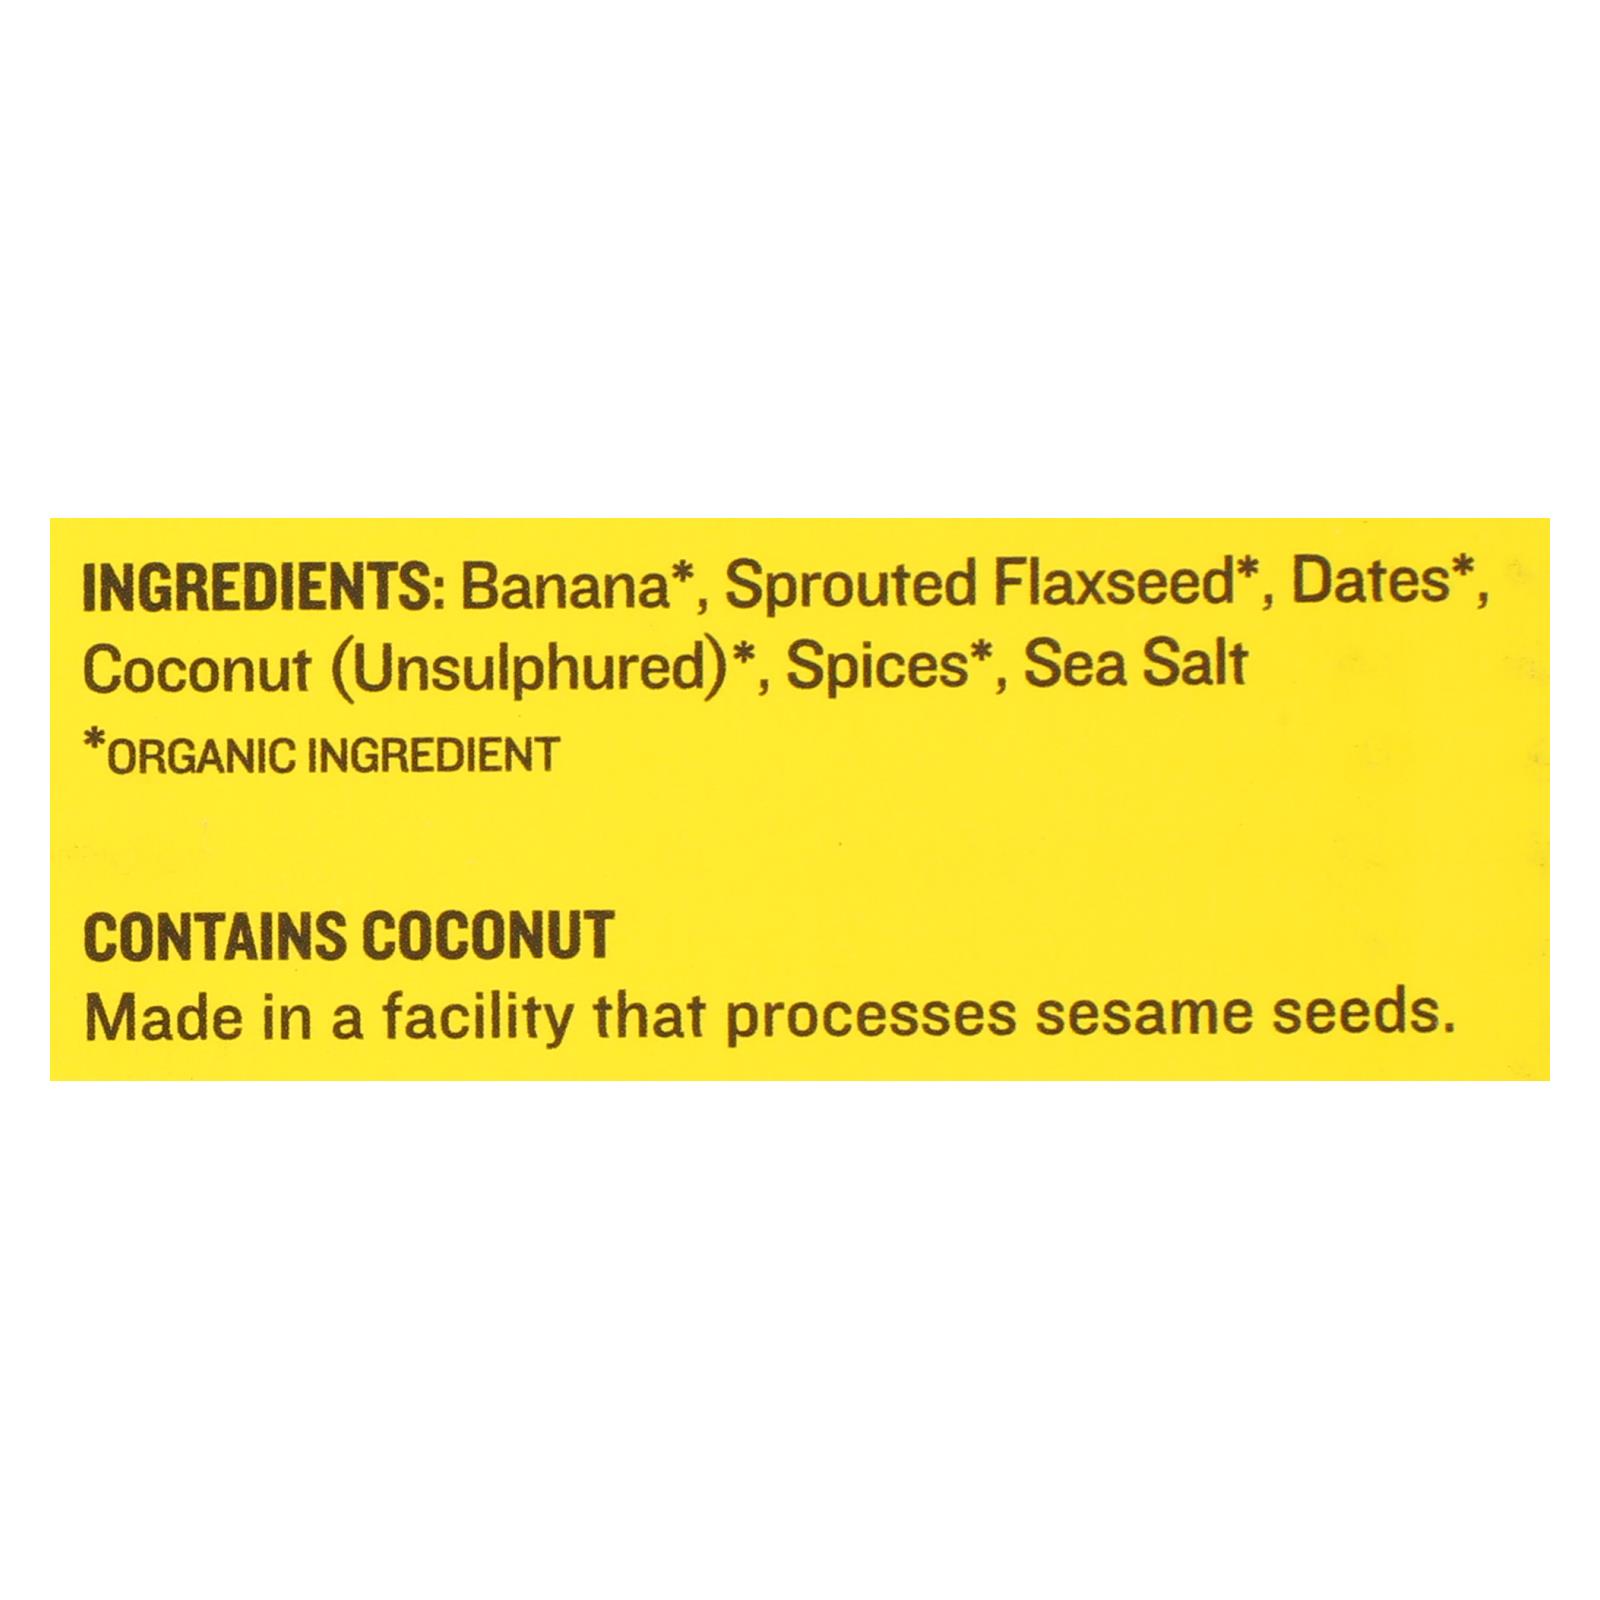 INGREDIENTS: Banana*, Sprouted Flaxseed*, Dates*,
Coconut (Unsulphured)*, Spices*, Sea Salt
*ORGANIC INGREDIENT
CONTAINS COCONUT
Made in a facility that processes sesame seeds.